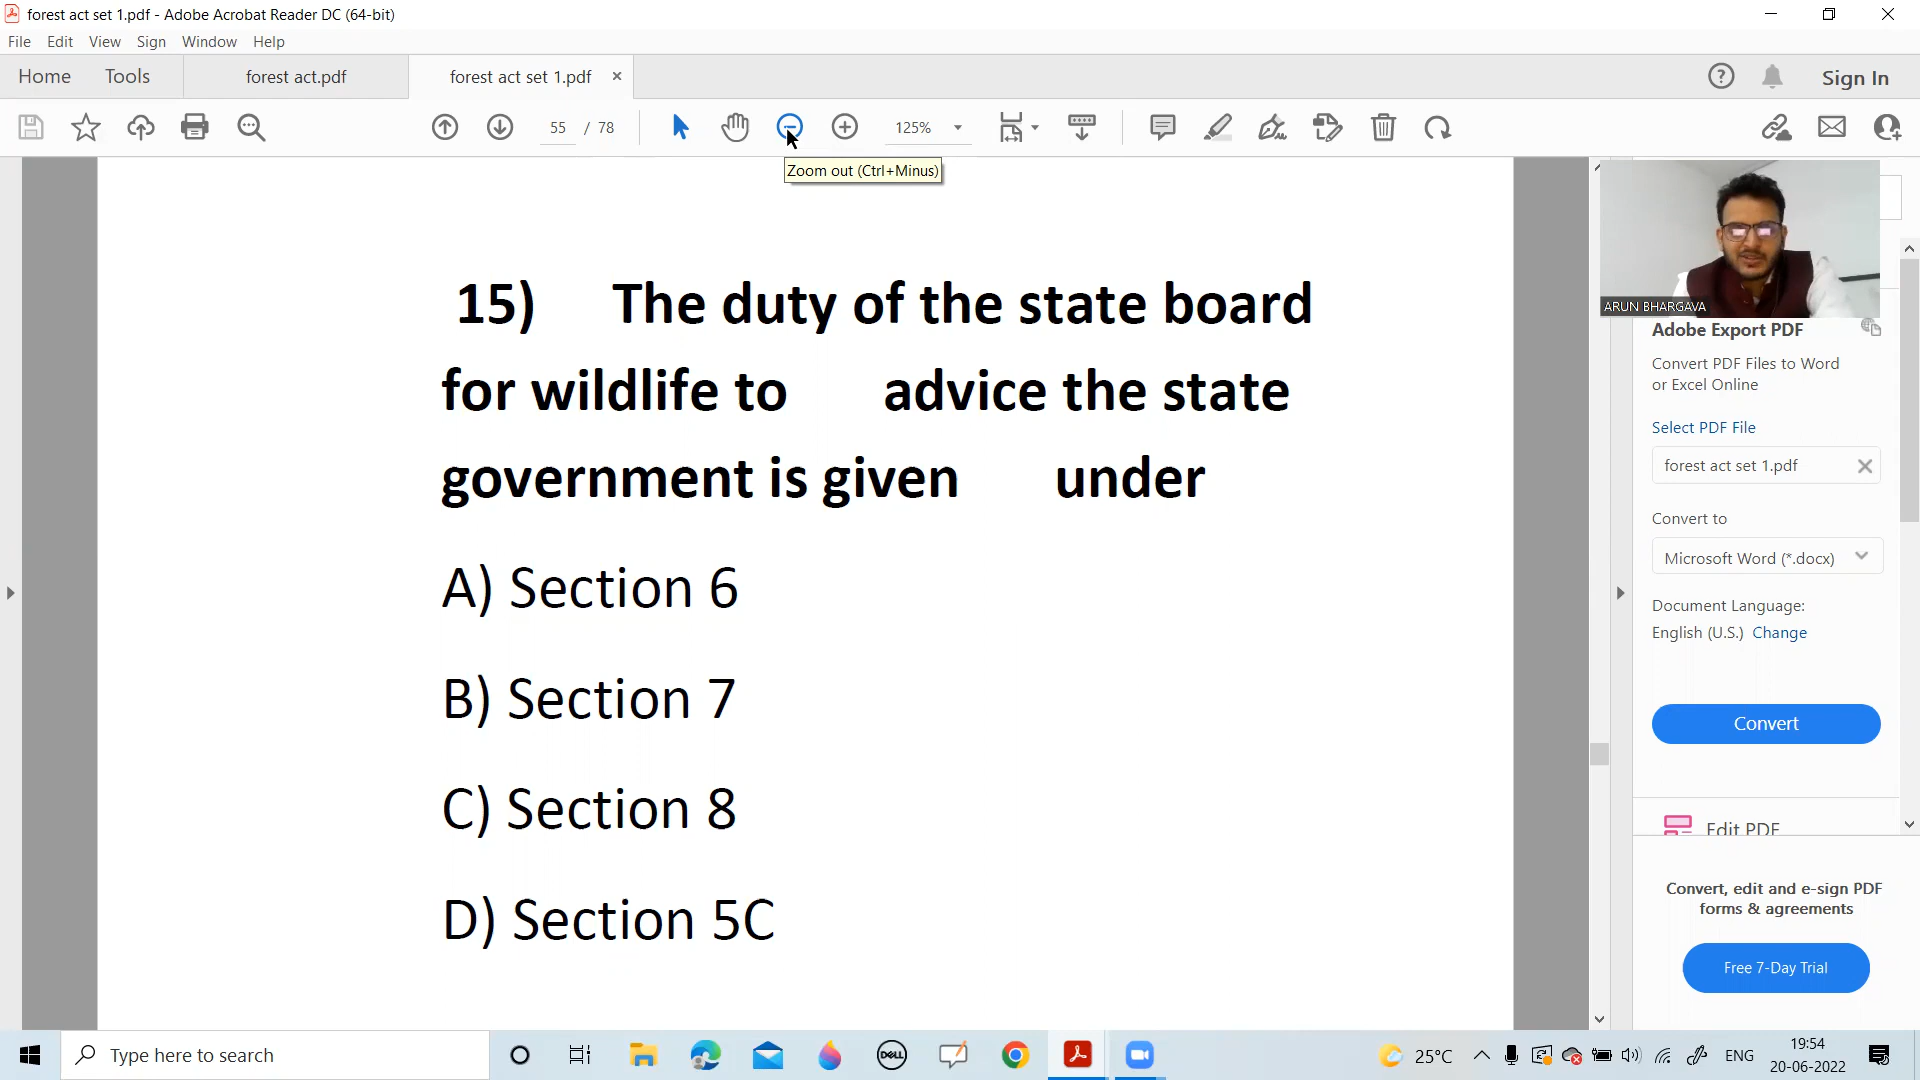 forest act set 1.pdf - Adobe Acrobat Reader DC (64-bit)
File Edit View Sign Window Help
Home Tools forest act.pdf forest act set 1.pdf × Sign In
55 / 78 125%
Zoom out (Ctrl+Minus)
15) The duty of the state board
for wildlife to advice the state
government is given under
A) Section 6
B) Section 7
C) Section 8
D) Section 5C
ARUN BHARGAVA
Adobe Export PDF
Convert PDF Files to Word
or Excel Online
Select PDF File
forest act set 1.pdf
Convert to
Microsoft Word (*.docx)
Document Language:
English (U.S.) Change
Convert
Edit PDF
Convert, edit and e-sign PDF
forms & agreements
Free 7-Day Trial
Type here to search
DELL
25°C
ENG
19:54
20-06-2022